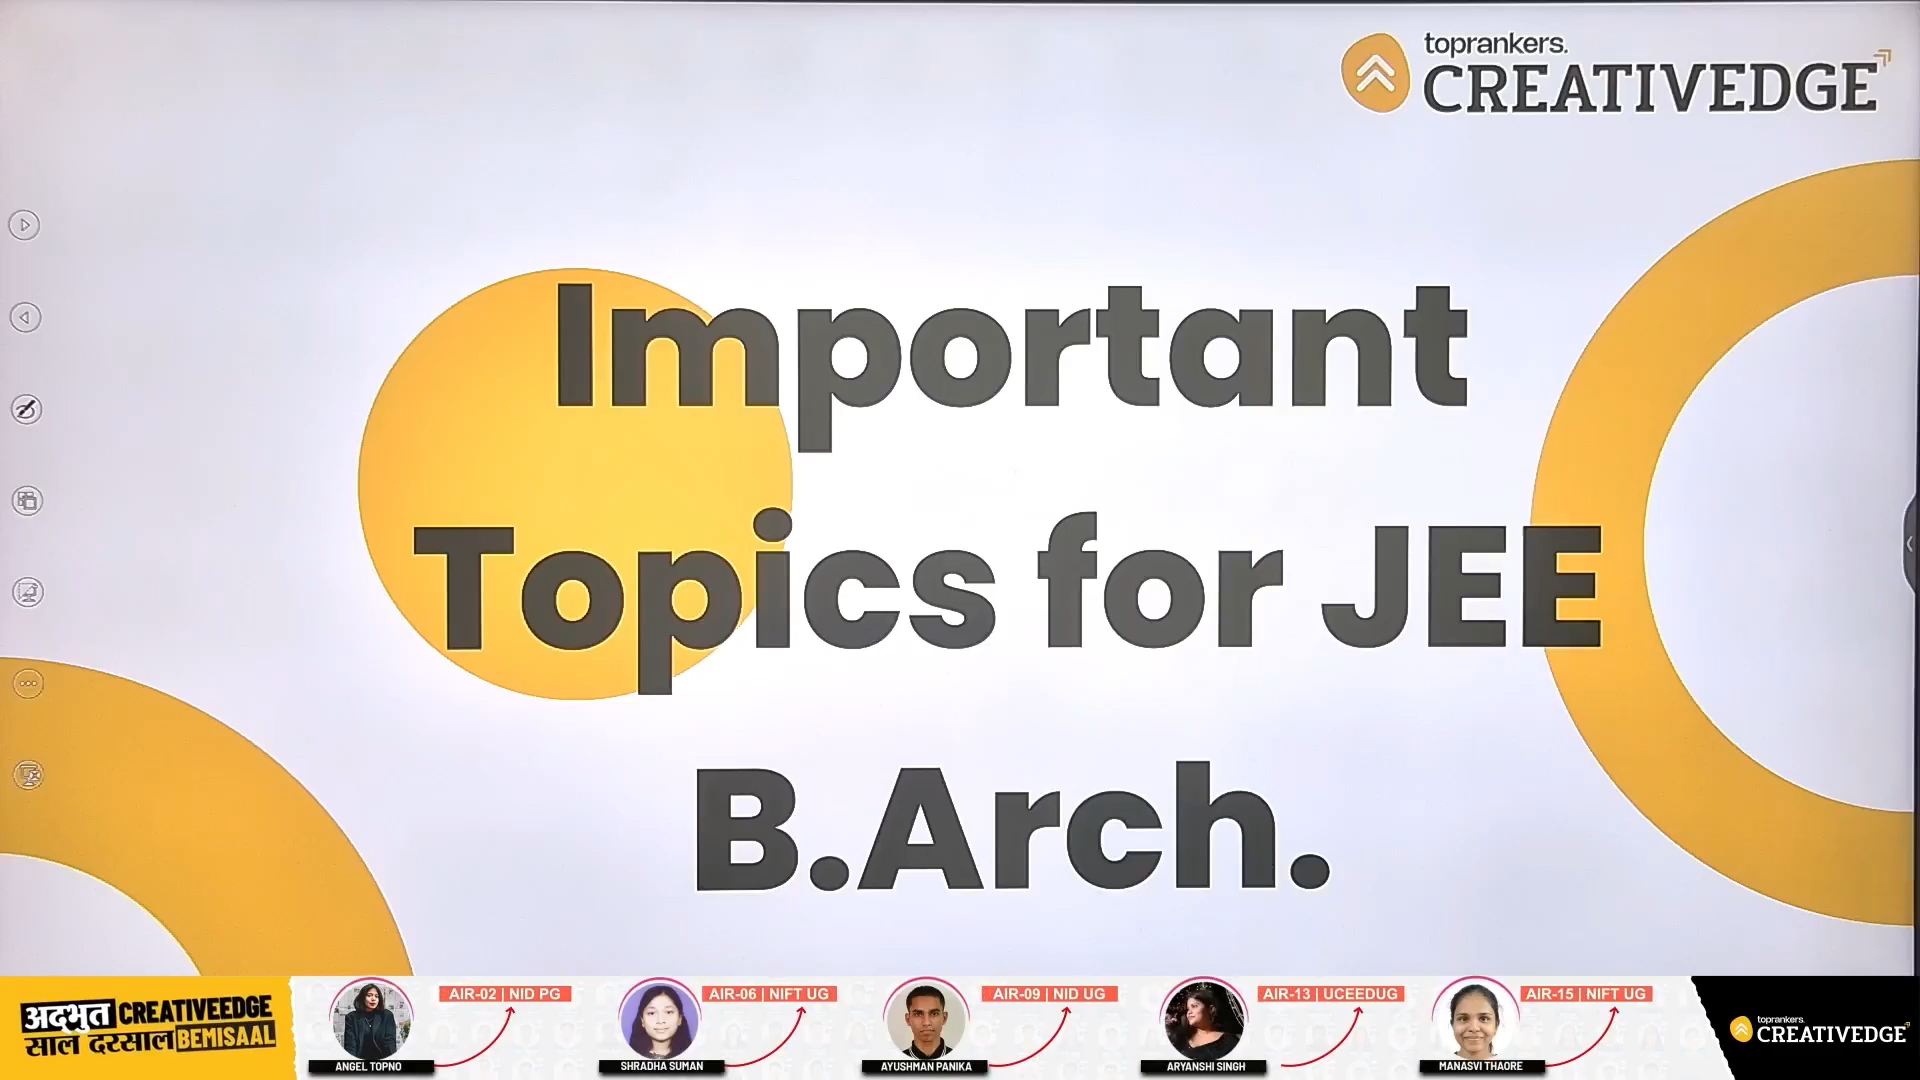 toprankers.
CREATIVEDGE
Important
Topics for JEE
B.Arch.
अद्भुत CREATIVEEDGE
साल दरसाल BEMISAAL
AIR-02 | NID PG
ANGEL TOPNO
AIR-06 | NIFT UG
SHRADHA SUMAN
AIR-09 | NID UG
AYUSHMAN PANIKA
AIR-13 | UCEEDUG
ARYANSHI SINGH
AIR-15 | NIFT UG
MANASVI THAORE
toprankers.
CREATIVEDGE